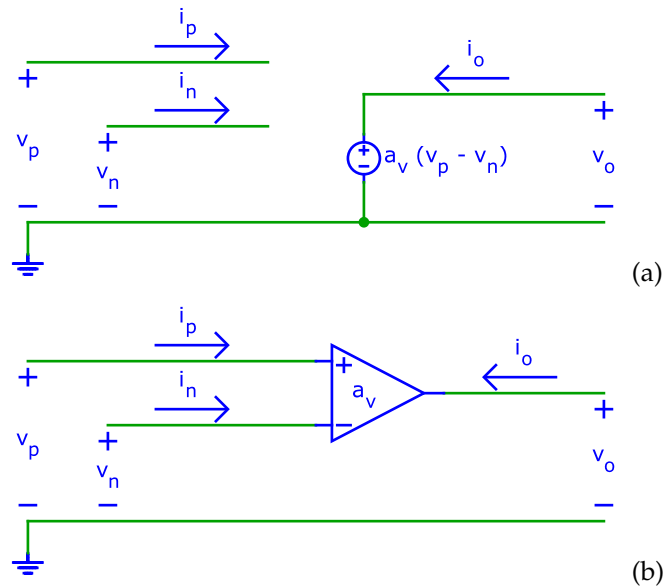 i_p
i_o
+ i_n +
v_p + + a_v (v_p - v_n) v_o
v_n −
− − −
(a)
i_p
+ i_o
+ i_n a_v
− +
v_p + v_o
v_n
− − −
(b)